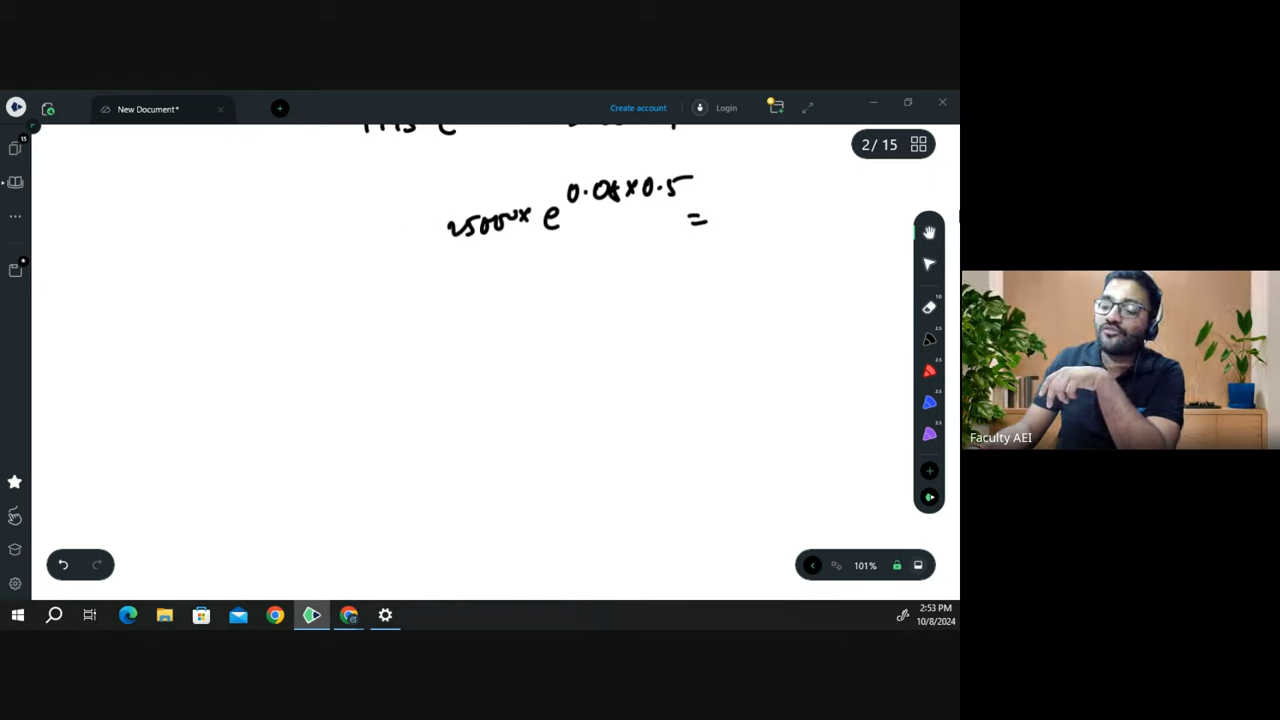 New Document*
Create account
Login
2/ 15
25000 × e^0.08×0.5 =
Faculty AEI
101%
2:53 PM
10/8/2024